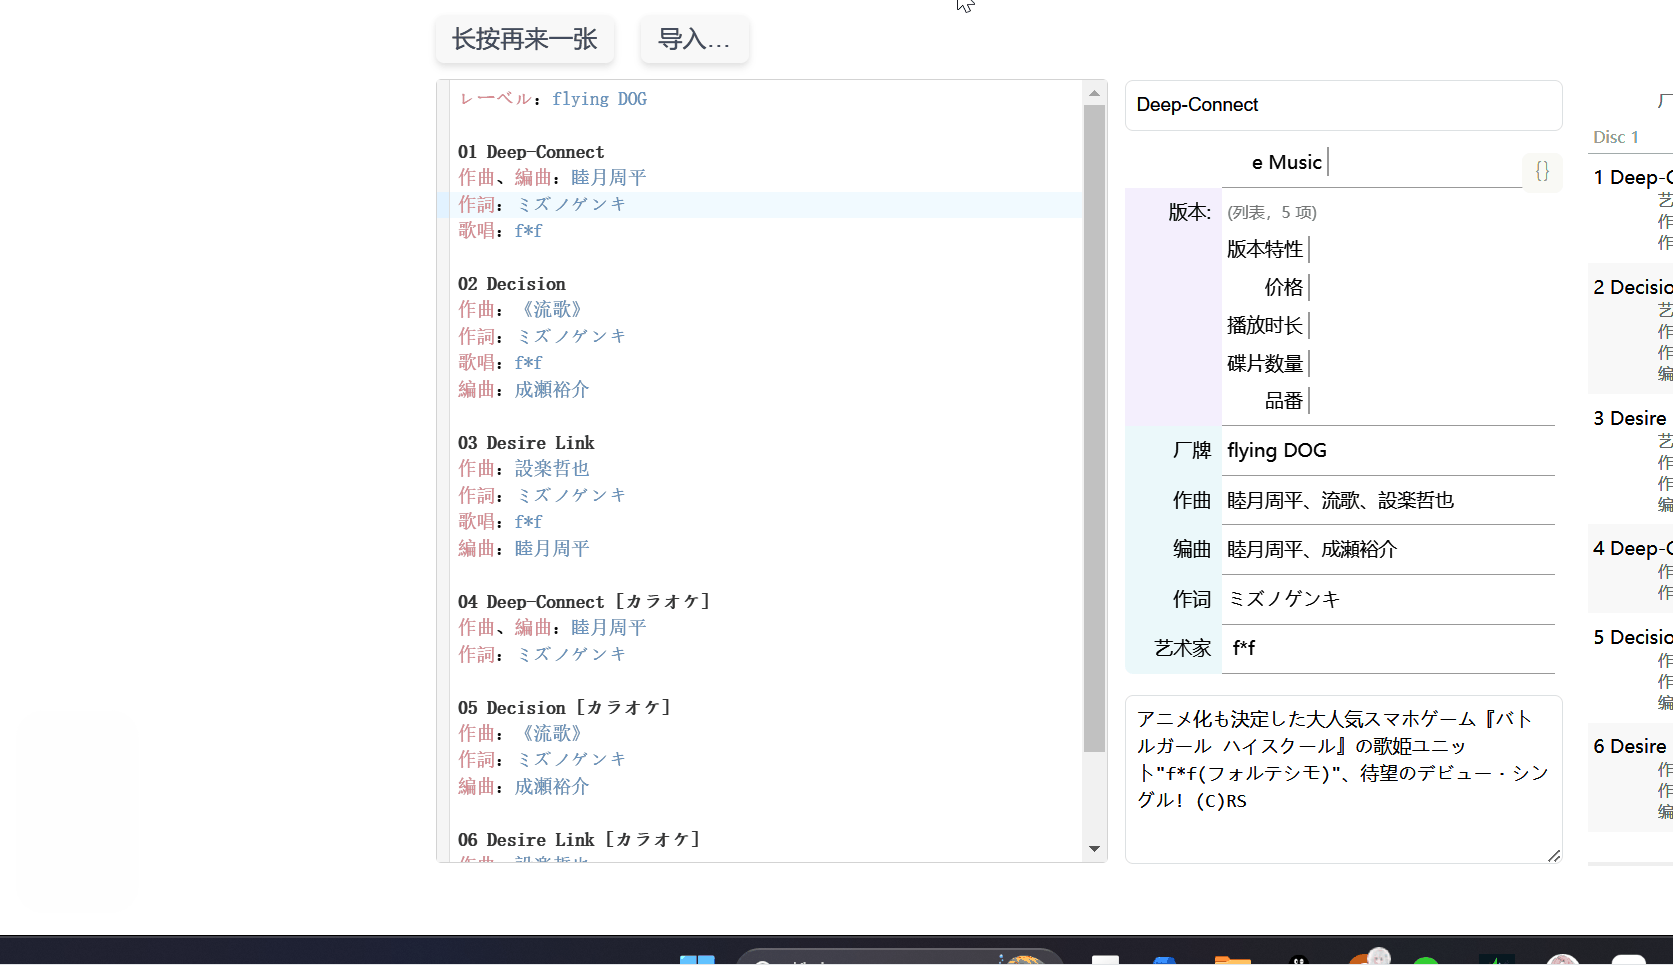 长按再来一张
导入...
レーベル：flying DOG
01 Deep-Connect
作曲、編曲：睦月周平
作詞：ミズノゲンキ
歌唱：f*f
02 Decision
作曲：《流歌》
作詞：ミズノゲンキ
歌唱：f*f
編曲：成瀬裕介
03 Desire Link
作曲：設楽哲也
作詞：ミズノゲンキ
歌唱：f*f
編曲：睦月周平
04 Deep-Connect [カラオケ]
作曲、編曲：睦月周平
作詞：ミズノゲンキ
05 Decision [カラオケ]
作曲：《流歌》
作詞：ミズノゲンキ
編曲：成瀬裕介
06 Desire Link [カラオケ]
作曲：設楽哲也
Deep-Connect
e Music
{}
版本: (列表，5 项)
版本特性
价格
播放时长
碟片数量
品番
厂牌 flying DOG
作曲 睦月周平、流歌、設楽哲也
编曲 睦月周平、成瀬裕介
作词 ミズノゲンキ
艺术家 f*f
アニメ化も決定した大人気スマホゲーム『バト
ルガール ハイスクール』の歌姫ユニッ
ト"f*f(フォルテシモ)"、待望のデビュー・シン
グル! (C)RS
厂
Disc 1
1 Deep-C
艺
作
作
2 Decisio
艺
作
作
编
3 Desire
艺
作
作
编
4 Deep-C
作
作
5 Decisio
作
作
编
6 Desire
作
作
编